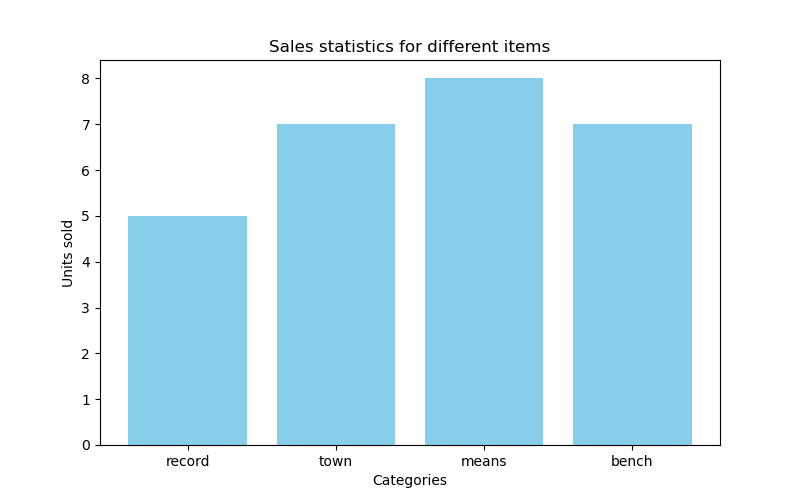 Sales statistics for different items
Units sold
8
7
6
5
4
3
2
1
0
record town means bench
Categories